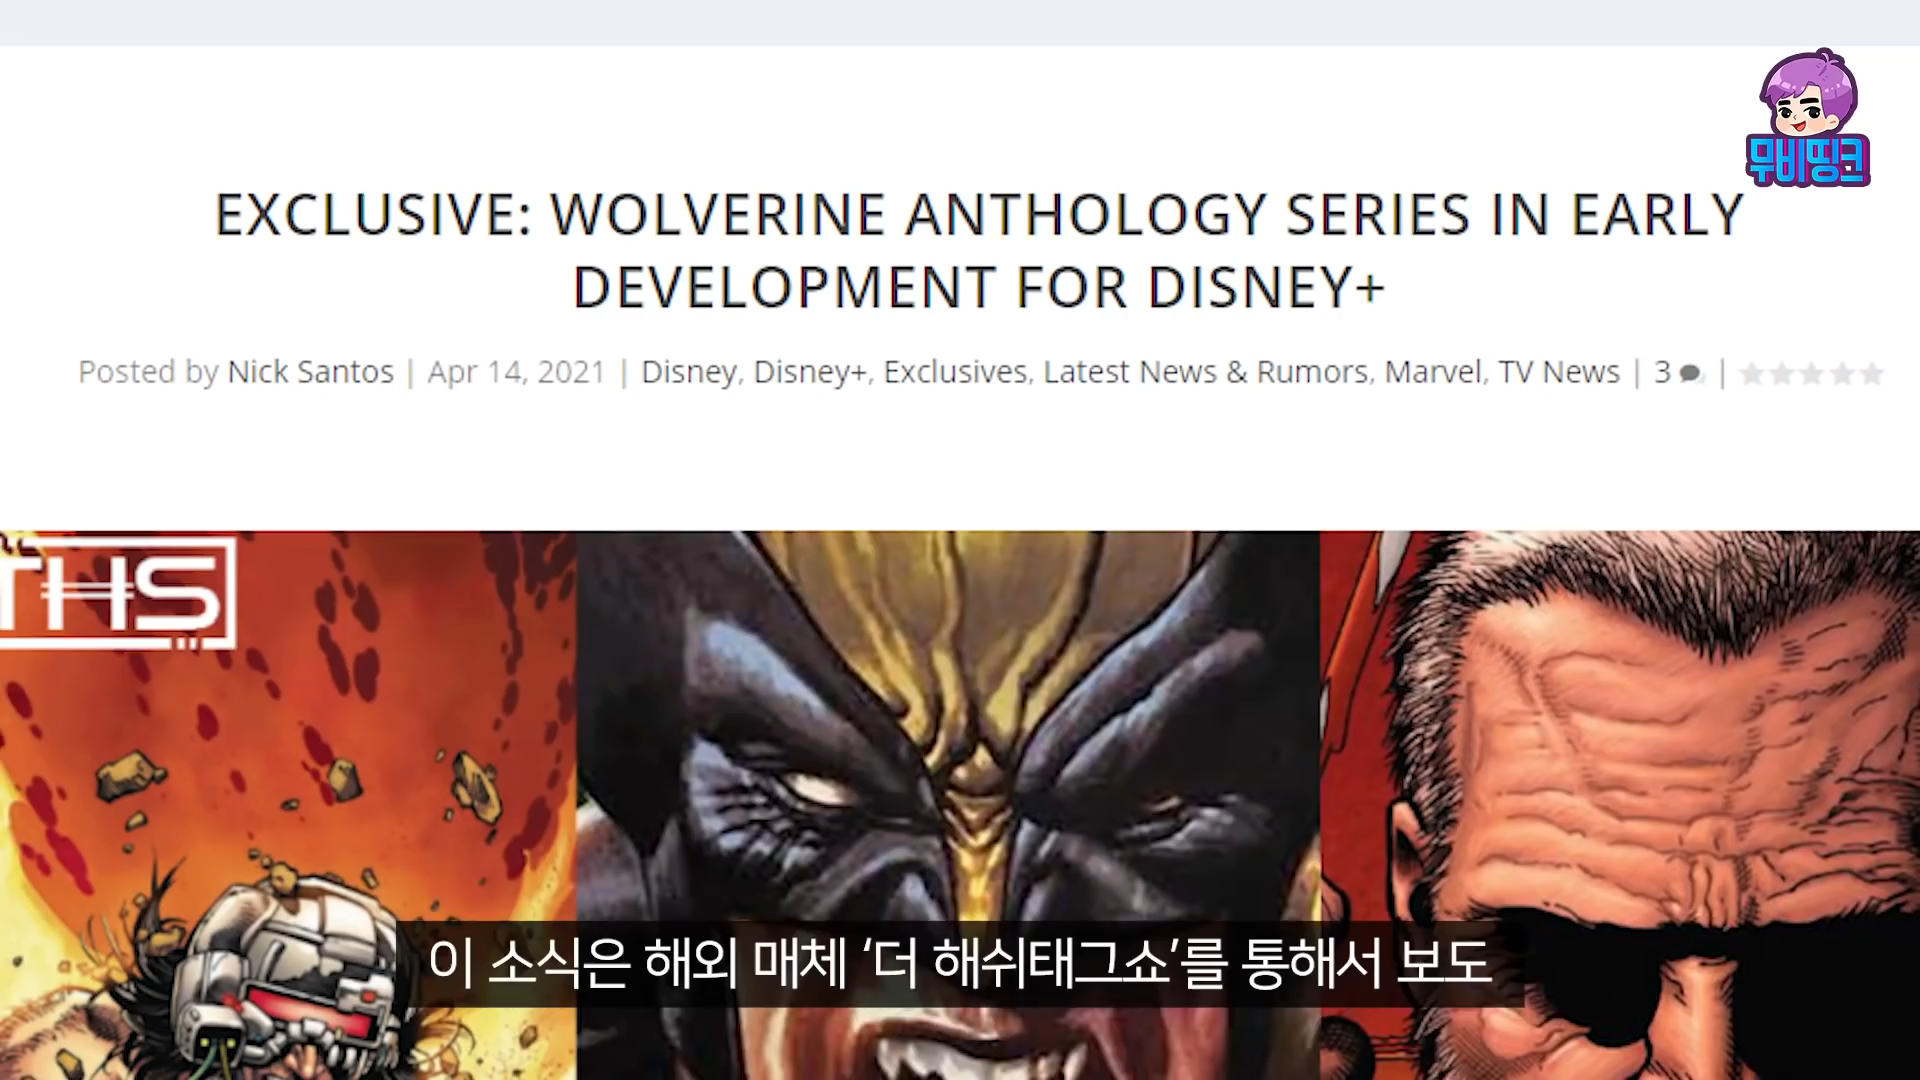 무비띵크
EXCLUSIVE: WOLVERINE ANTHOLOGY SERIES IN EARLY
DEVELOPMENT FOR DISNEY+
Posted by Nick Santos | Apr 14, 2021 | Disney, Disney+, Exclusives, Latest News & Rumors, Marvel, TV News | 3 |
THS
이 소식은 해외 매체 ‘더 해쉬태그쇼’를 통해서 보도